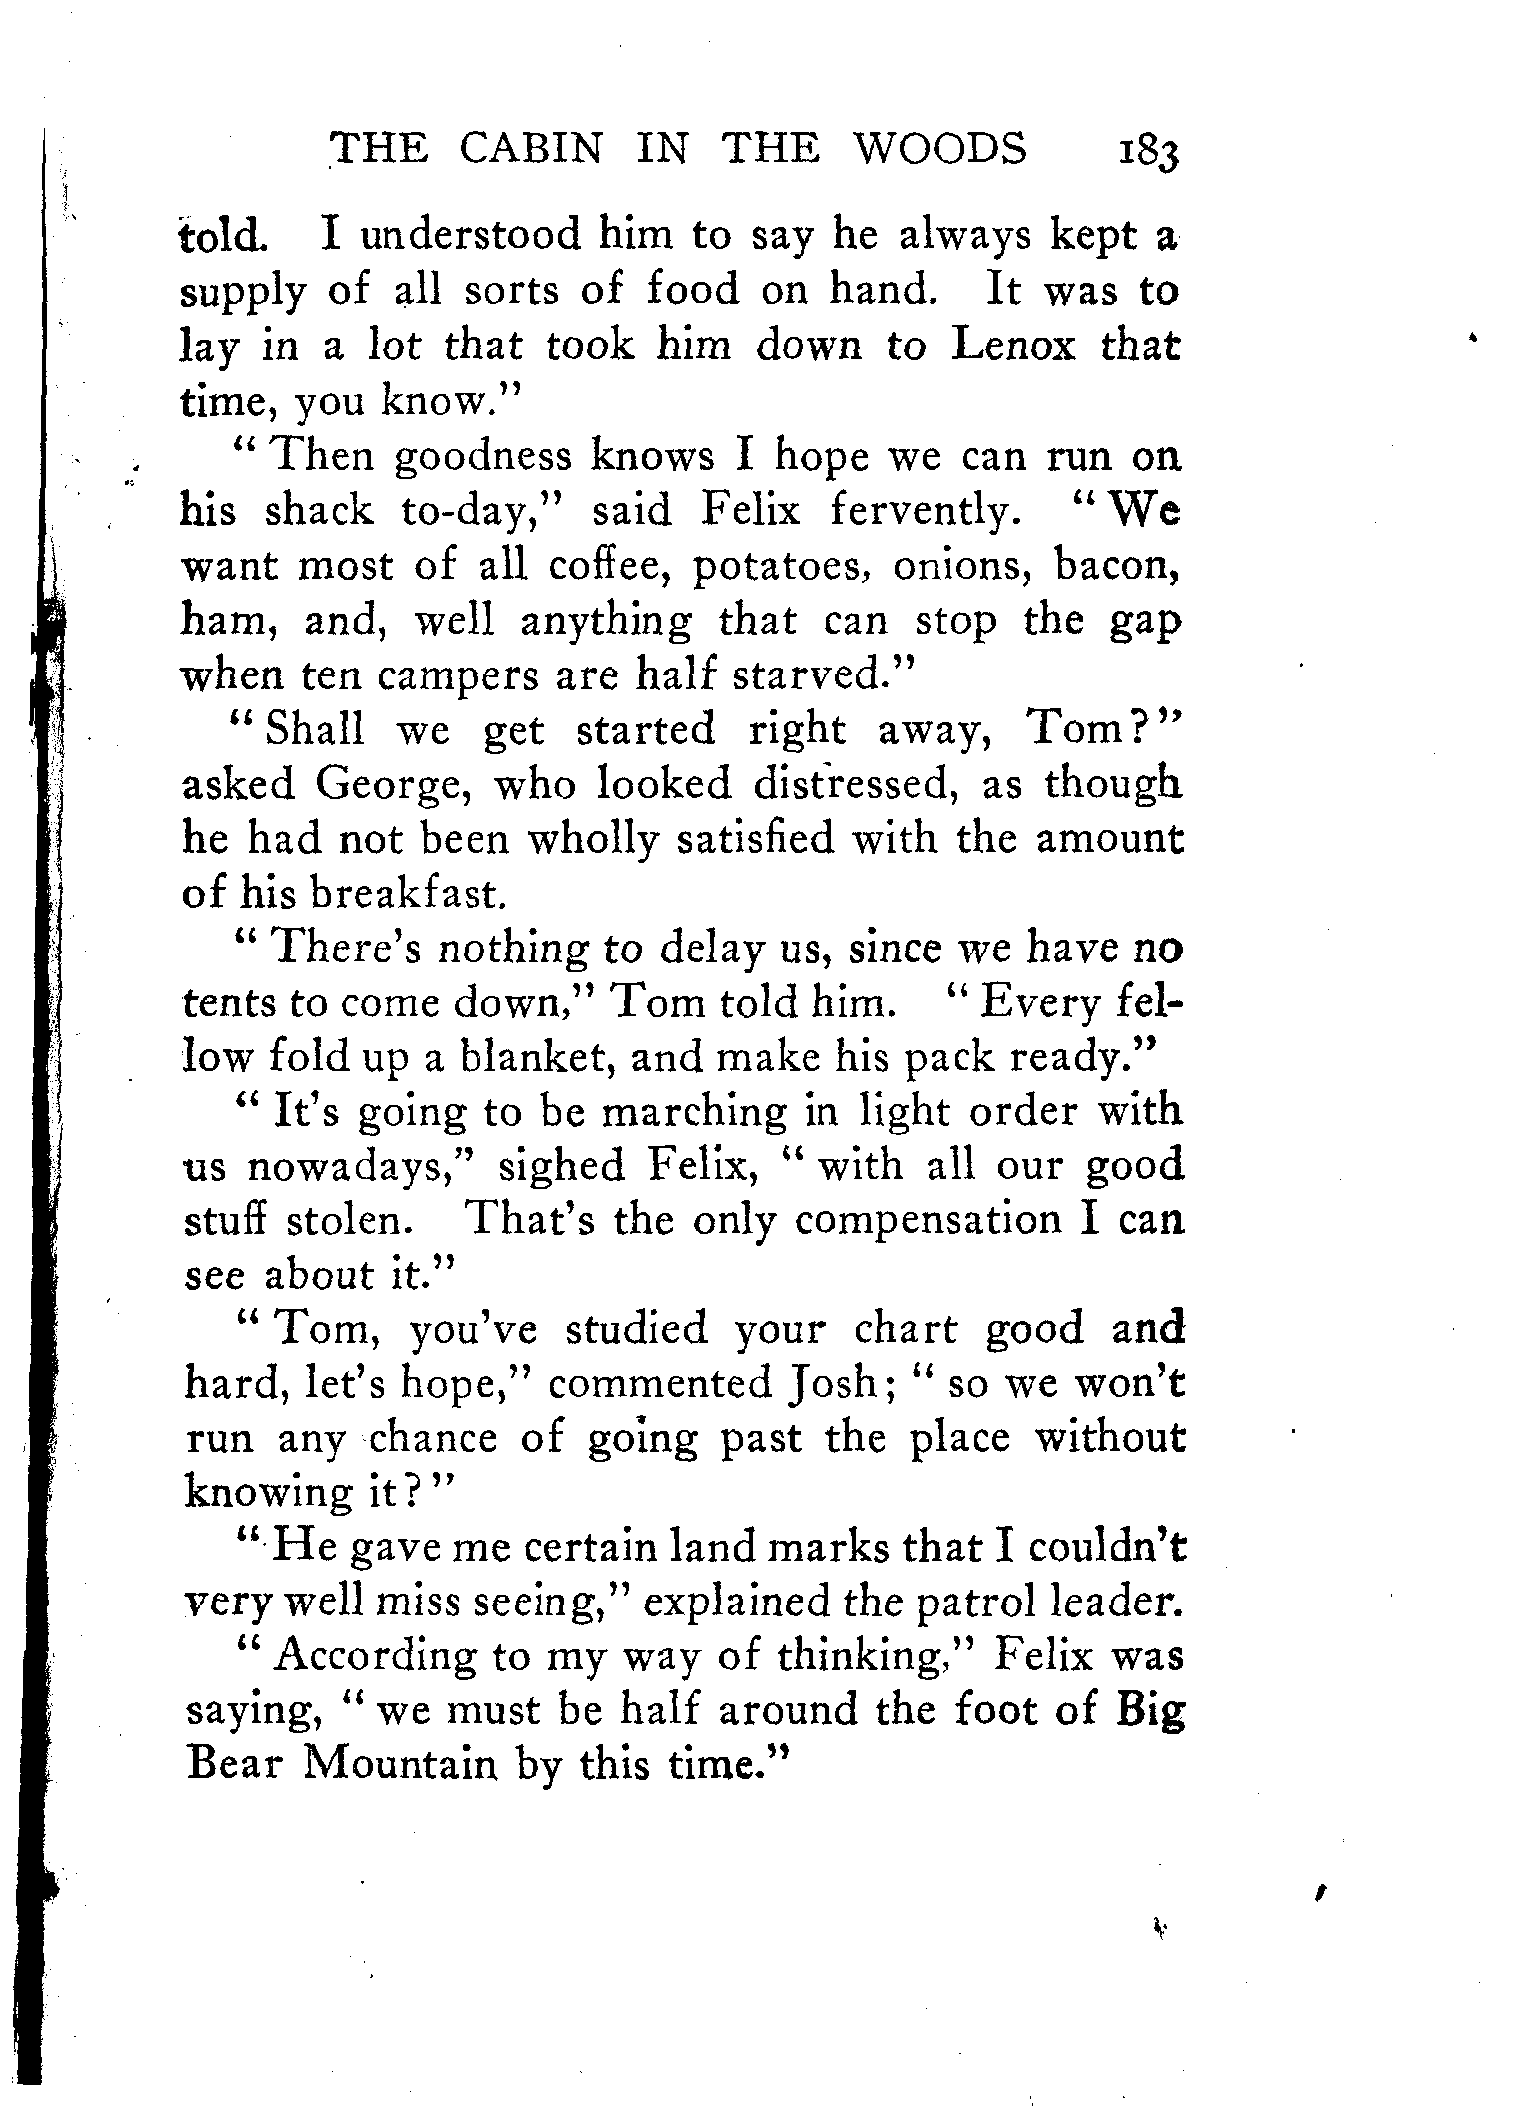 THE CABIN IN THE WOODS 183
told. I understood him to say he always kept a
supply of all sorts of food on hand. It was to
lay in a lot that took him down to Lenox that
time, you know."
" Then goodness knows I hope we can run on
his shack to-day," said Felix fervently. " We
want most of all coffee, potatoes, onions, bacon,
ham, and, well anything that can stop the gap
when ten campers are half starved."
" Shall we get started right away, Tom? "
asked George, who looked distressed, as though
he had not been wholly satisfied with the amount
of his breakfast.
" There's nothing to delay us, since we have no
tents to come down," Tom told him. " Every fel-
low fold up a blanket, and make his pack ready."
" It's going to be marching in light order with
us nowadays," sighed Felix, " with all our good
stuff stolen. That's the only compensation I can
see about it."
" Tom, you've studied your chart good and
hard, let's hope," commented Josh; " so we won't
run any chance of going past the place without
knowing it? "
" He gave me certain land marks that I couldn't
very well miss seeing," explained the patrol leader.
" According to my way of thinking," Felix was
saying, " we must be half around the foot of Big
Bear Mountain by this time."